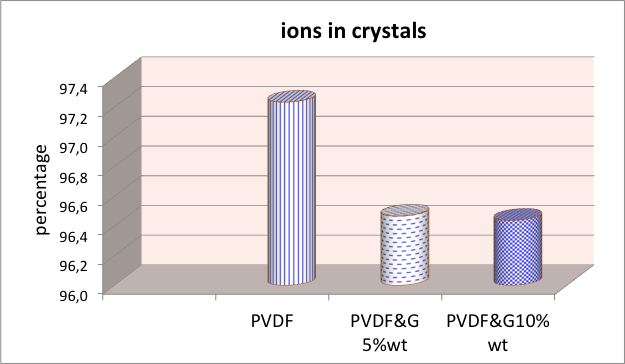 ions in crystals
97,4
97,2
97,0
96,8
96,6
96,4
96,2
96,0
percentage
PVDF
PVDF&G
5%wt
PVDF&G10%
wt